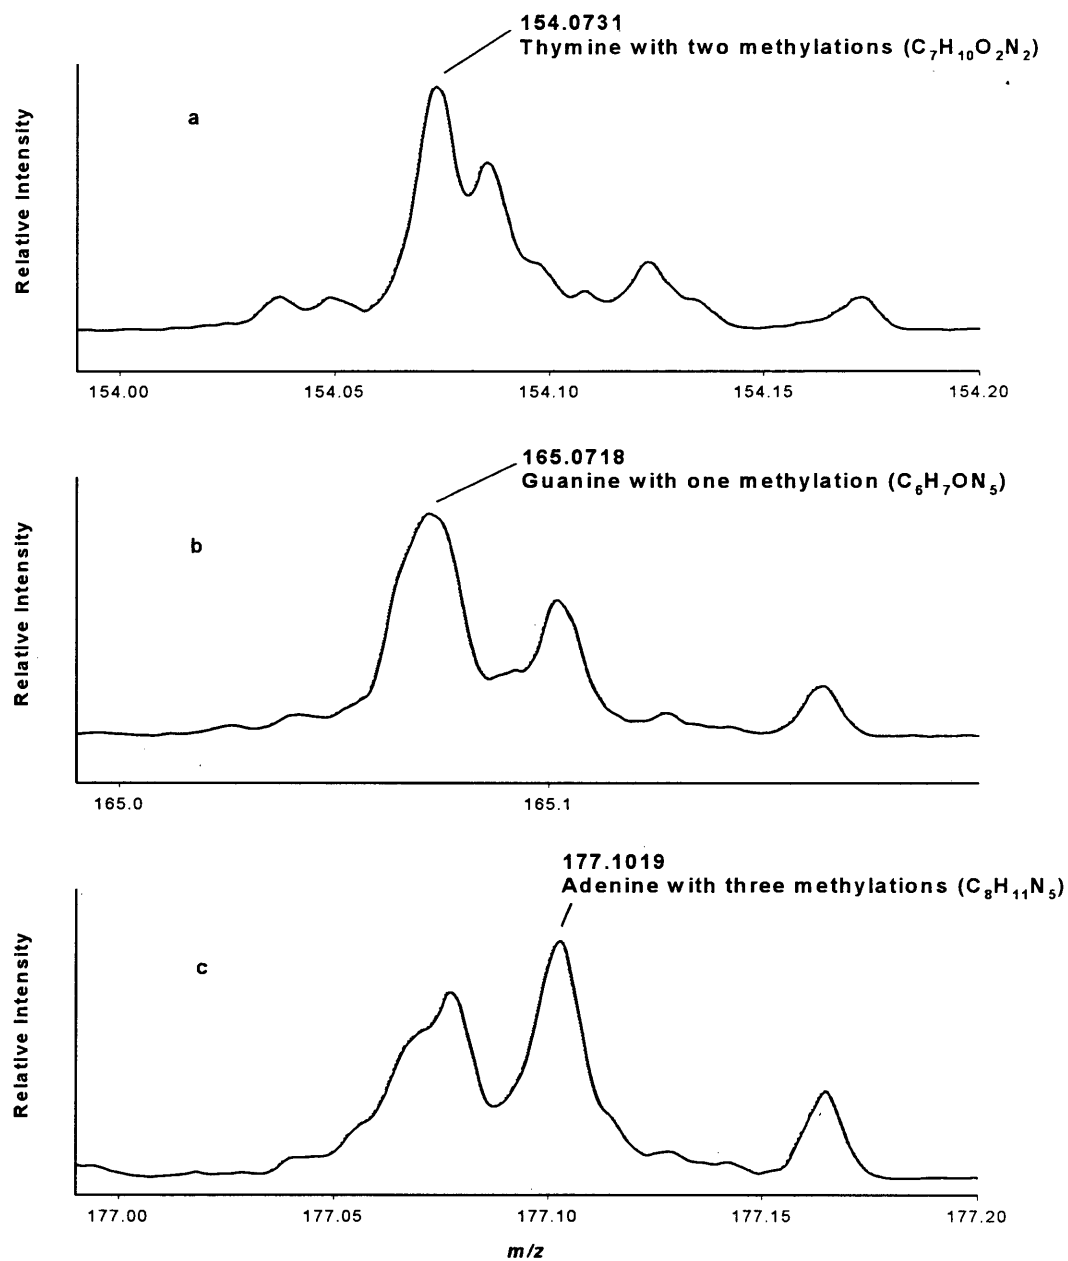 154.0731
Thymine with two methylations (C₇H₁₀O₂N₂)
a
Relative Intensity
154.00 154.05 154.10 154.15 154.20
165.0718
Guanine with one methylation (C₆H₇ON₅)
b
Relative Intensity
165.0 165.1
177.1019
Adenine with three methylations (C₈H₁₁N₅)
c
Relative Intensity
177.00 177.05 177.10 177.15 177.20
m/z